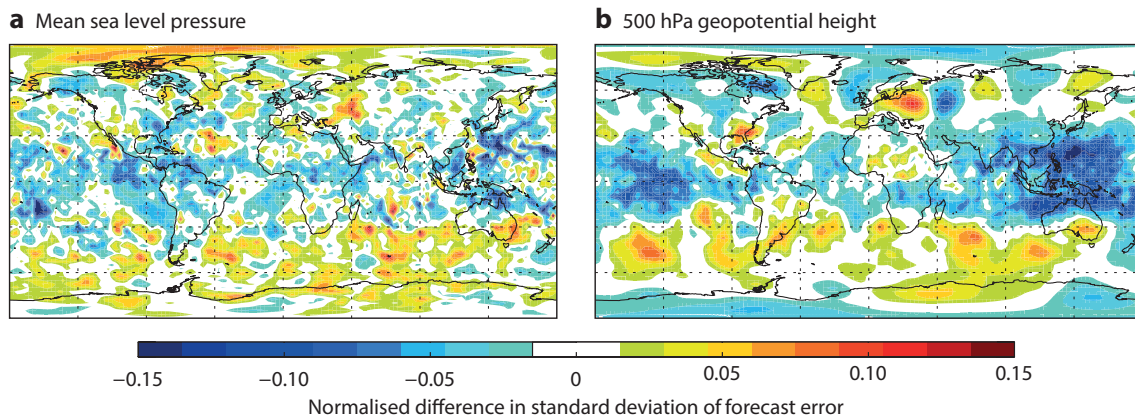 a Mean sea level pressure
b 500 hPa geopotential height
−0.15 −0.10 −0.05 0 0.05 0.10 0.15
Normalised difference in standard deviation of forecast error